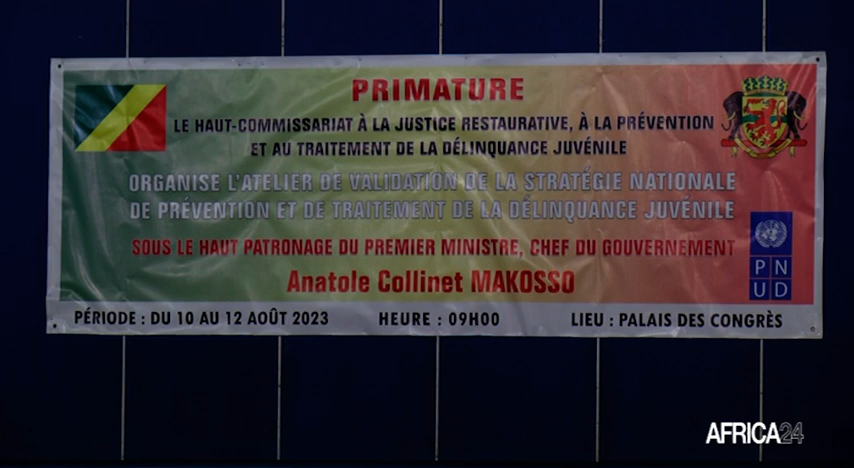 PRIMATURE
LE HAUT-COMMISSARIAT À LA JUSTICE RESTAURATIVE, À LA PRÉVENTION
ET AU TRAITEMENT DE LA DÉLINQUANCE JUVÉNILE
ORGANISE L'ATELIER DE VALIDATION DE LA STRATÉGIE NATIONALE
DE PRÉVENTION ET DE TRAITEMENT DE LA DÉLINQUANCE JUVÉNILE
SOUS LE HAUT PATRONAGE DU PREMIER MINISTRE, CHEF DU GOUVERNEMENT
Anatole Collinet MAKOSSO
P N
U D
PÉRIODE : DU 10 AU 12 AOÛT 2023 HEURE : 09H00 LIEU : PALAIS DES CONGRÈS
AFRICA24